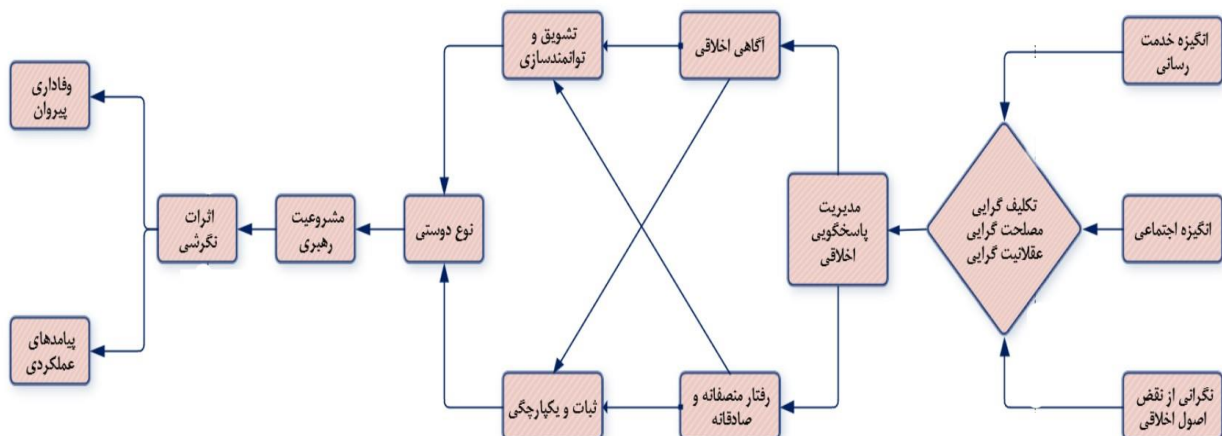 انگیزه خدمت
رسانی
انگیزه اجتماعی
نگرانی از نقض
اصول اخلاقی
تکلیف گرایی
مصلحت گرایی
عقلانیت گرایی
مدیریت
پاسخگویی
اخلاقی
آگاهی اخلاقی
رفتار منصفانه و
صادقانه
تشویق و
توانمندسازی
ثبات و یکپارچگی
نوع دوستی
مشروعیت
رهبری
اثرات
نگرشی
وفاداری
پیروان
پیامدهای
عملکردی